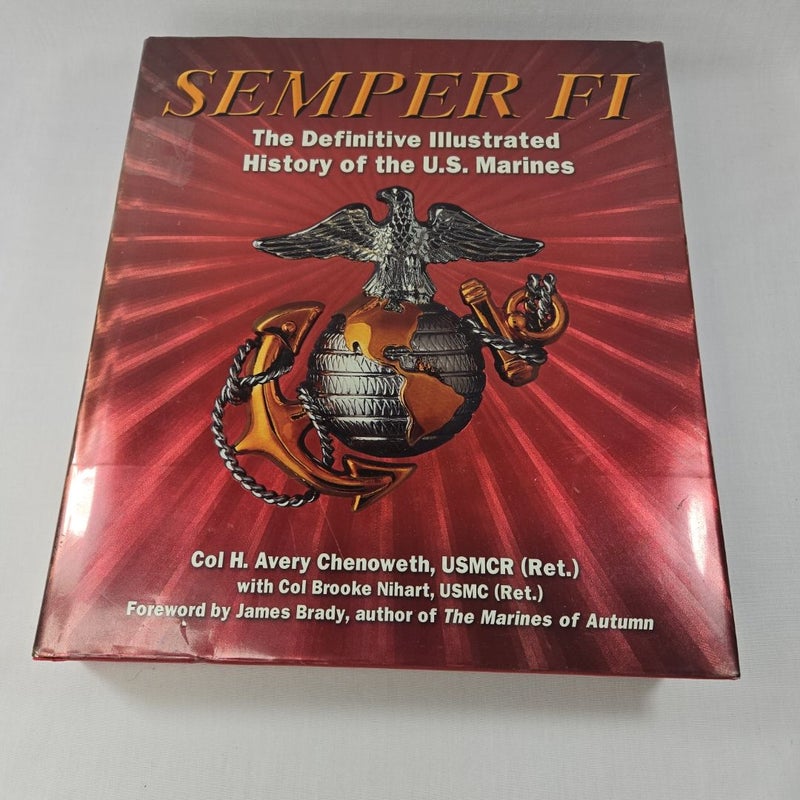 SEMPER FI
The Definitive Illustrated
History of the U.S. Marines
Col H. Avery Chenoweth, USMCR (Ret.)
with Col Brooke Nihart, USMC (Ret.)
Foreword by James Brady, author of The Marines of Autumn